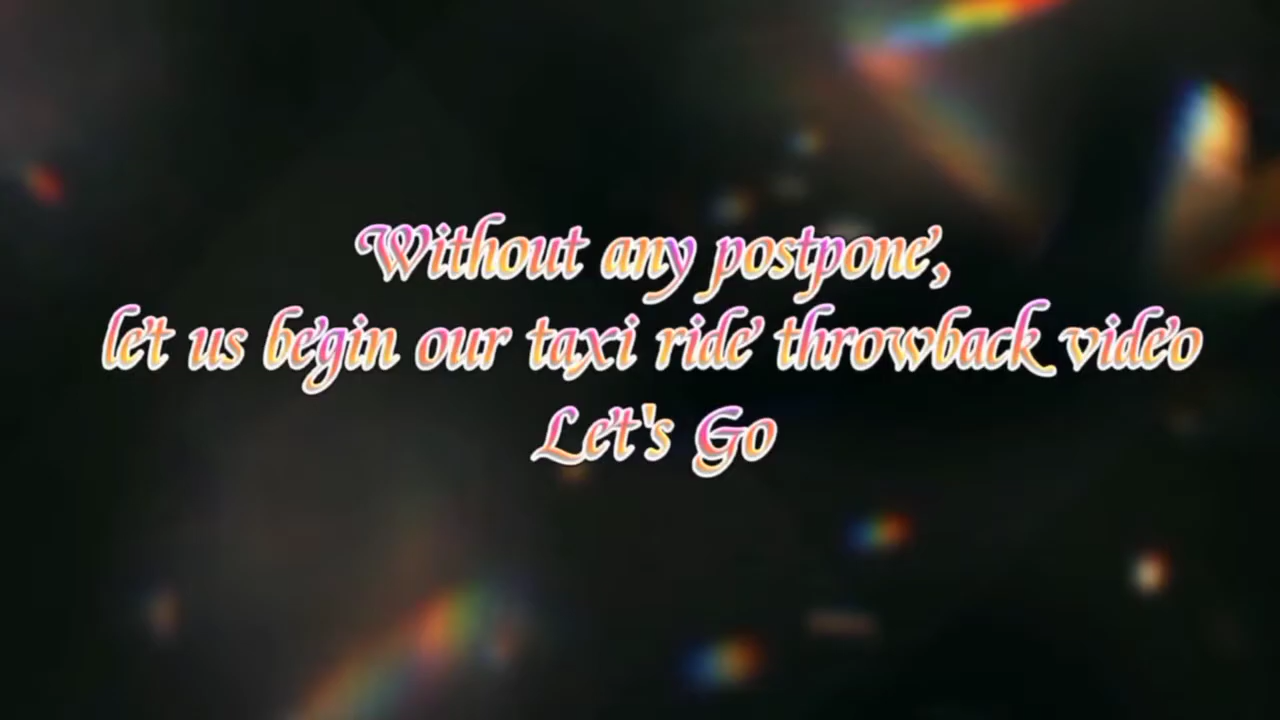 Without any postpone,
let us begin our taxi ride throwback video
Let's Go